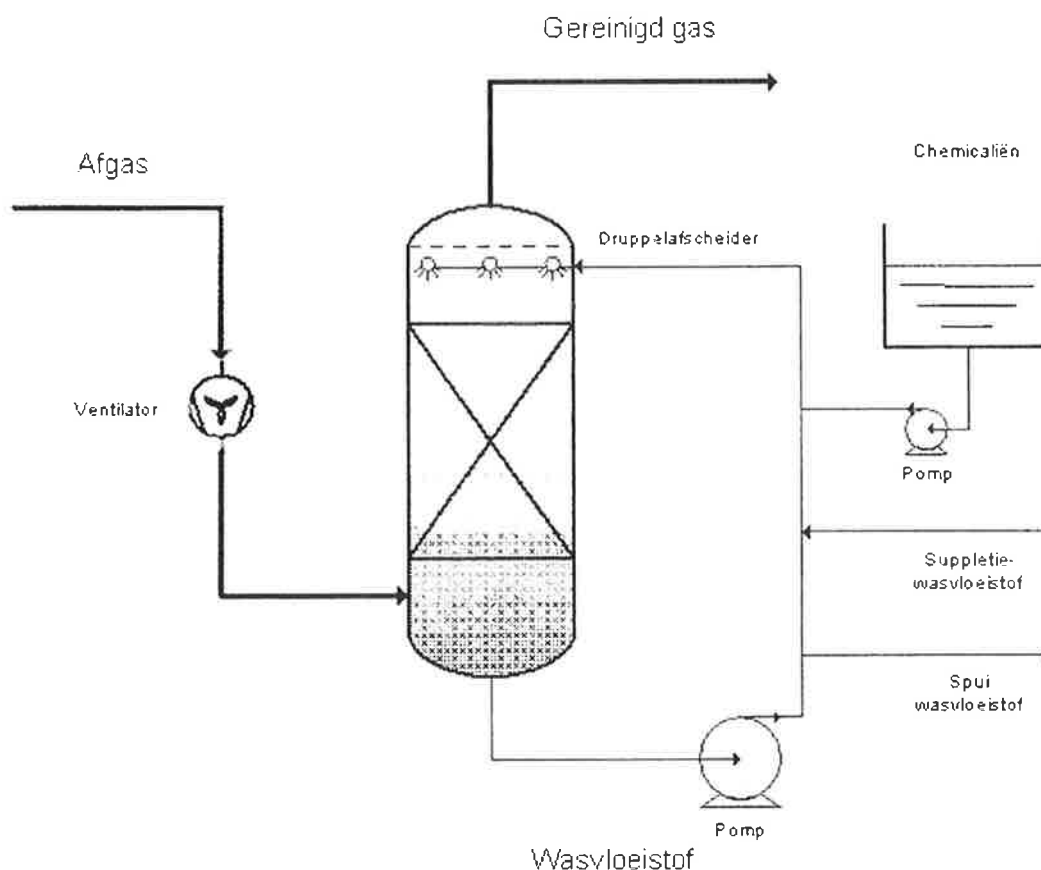 Gereinigd gas
Afgas
Chemicaliën
Druppelafscheider
Ventilator
Pomp
Suppletie-
wasvloeistof
Spui
wasvloeistof
Pomp
Wasvloeistof